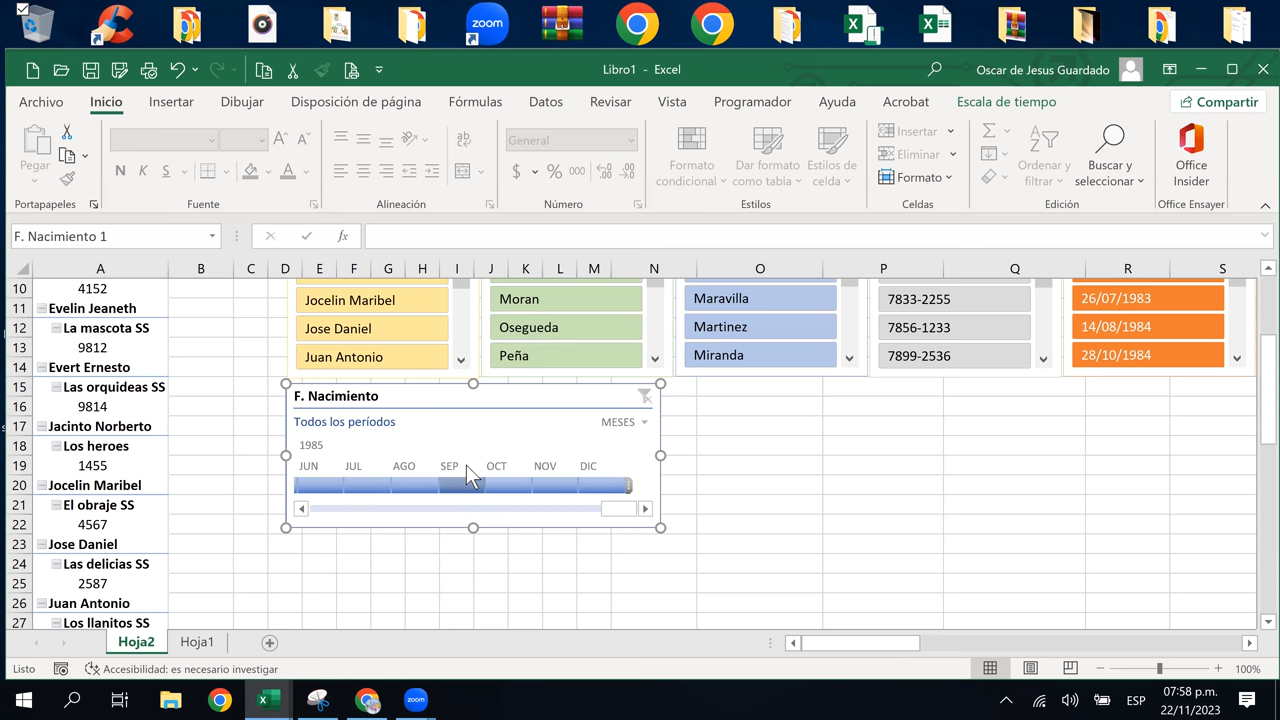 zoom
Libro1 - Excel
Oscar de Jesus Guardado
Archivo Inicio Insertar Dibujar Disposición de página Fórmulas Datos Revisar Vista Programador Ayuda Acrobat Escala de tiempo Compartir
Pegar
General
N K S
$ % 000
Formato condicional
Dar formato como tabla
Estilos de celda
Insertar
Eliminar
Formato
Ordenar y filtrar
Buscar y seleccionar
Office Insider
Portapapeles Fuente Alineación Número Estilos Celdas Edición Office Ensayer
F. Nacimiento 1
fx
A B C D E F G H I J K L M N O P Q R S
10 4152
11 Evelin Jeaneth
12 La mascota SS
13 9812
14 Evert Ernesto
15 Las orquideas SS
16 9814
17 Jacinto Norberto
18 Los heroes
19 1455
20 Jocelin Maribel
21 El obraje SS
22 4567
23 Jose Daniel
24 Las delicias SS
25 2587
26 Juan Antonio
27 Los llanitos SS
Jocelin Maribel
Jose Daniel
Juan Antonio
Moran
Osegueda
Peña
Maravilla
Martinez
Miranda
7833-2255
7856-1233
7899-2536
26/07/1983
14/08/1984
28/10/1984
F. Nacimiento
Todos los períodos MESES
1985
JUN JUL AGO SEP OCT NOV DIC
Hoja2 Hoja1
Listo Accesibilidad: es necesario investigar 100%
ESP
07:58 p.m.
22/11/2023